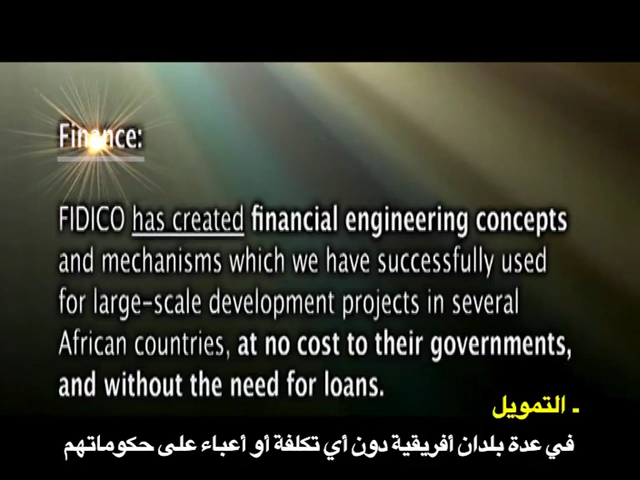 Finance:
FIDICO has created financial engineering concepts
and mechanisms which we have successfully used
for large-scale development projects in several
African countries, at no cost to their governments,
and without the need for loans.
- التمويل
في عدة بلدان أفريقية دون أي تكلفة أو أعباء على حكوماتهم